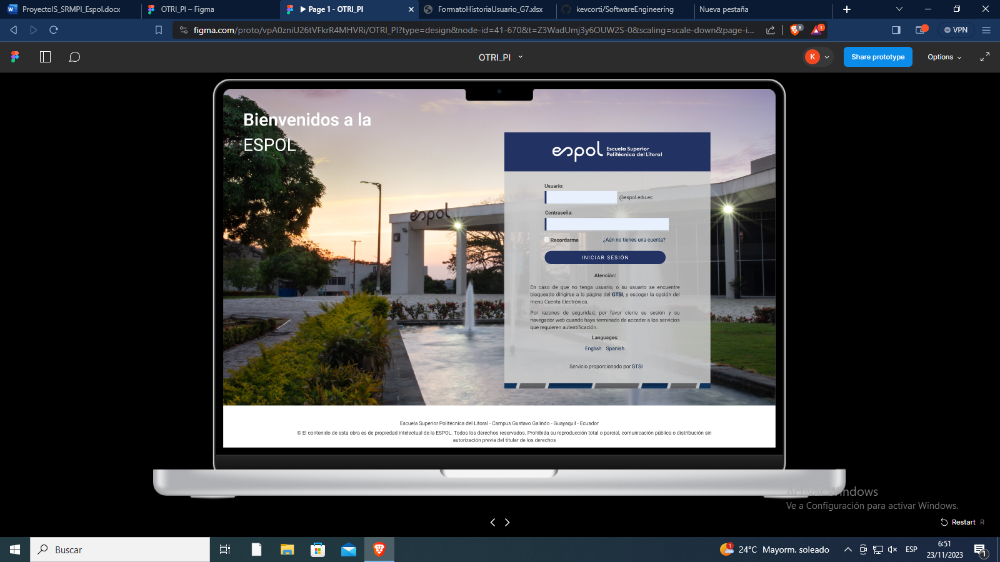 ProyectoIS_SRMPI_Espol.docx
OTRI_PI – Figma
▶ Page 1 - OTRI_PI
FormatoHistoriaUsuario_G7.xlsx
kevcorti/SoftwareEngineering
Nueva pestaña
figma.com/proto/vpA0zniU26tVFkrR4MHVRi/OTRI_PI?type=design&node-id=41-670&t=Z3WadUmj3y6OUW2S-0&scaling=scale-down&page-i...
8
1
VPN
OTRI_PI
K
Share prototype
Options
Bienvenidos a la
ESPOL
espol
espol Escuela Superior
Politécnica del Litoral
Usuario:
@espol.edu.ec
Contraseña:
Recordarme
¿Aún no tienes una cuenta?
INICIAR SESIÓN
Atención:
En caso de que no tenga usuario, o su usuario se encuentre
bloqueado dirigirse a la página del GTSI, y escoger la opción del
menú Cuenta Electrónica.
Por razones de seguridad, por favor cierre su sesión y su
navegador web cuando haya terminado de acceder a los servicios
que requieren autentificación.
Languages:
English Spanish
Servicio proporcionado por GTSI
Escuela Superior Politécnica del Litoral - Campus Gustavo Galindo - Guayaquil - Ecuador
© El contenido de esta obra es de propiedad intelectual de la ESPOL. Todos los derechos reservados. Prohibida su reproducción total o parcial, comunicación pública o distribución sin
autorización previa del titular de los derechos
Activar Windows
Ve a Configuración para activar Windows.
Restart R
Buscar
1
24°C Mayorm. soleado
ESP
6:51
23/11/2023
1